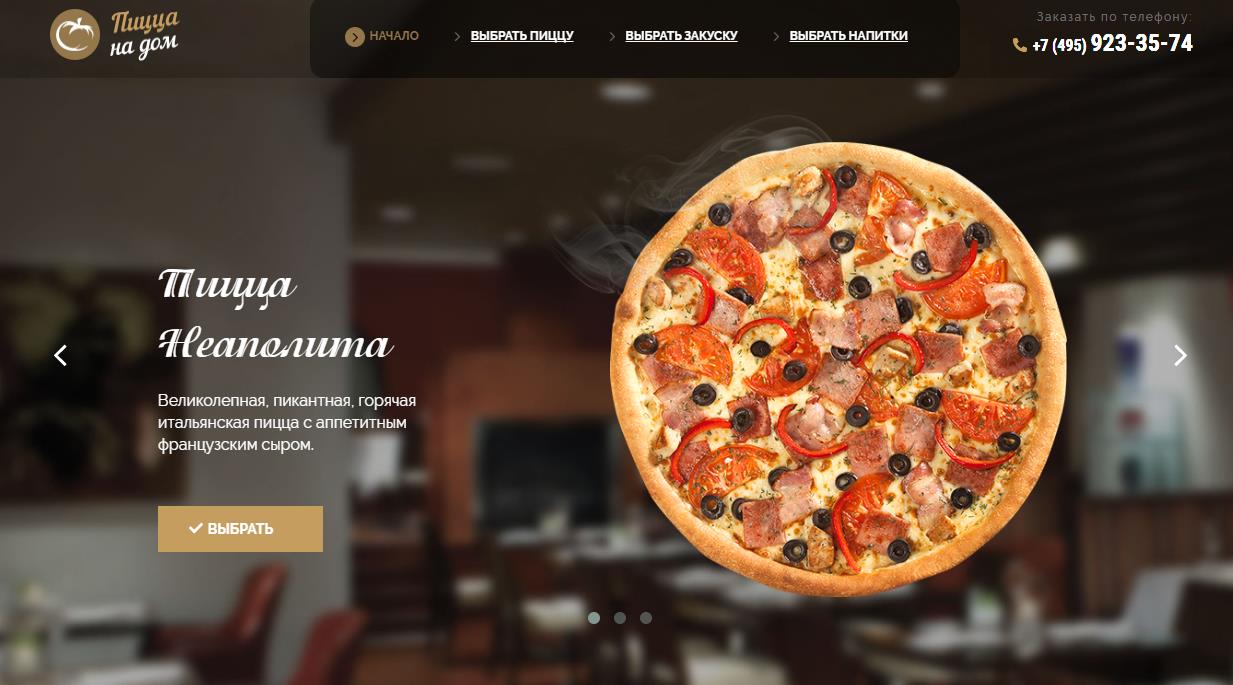 Пицца
на дом
НАЧАЛО
ВЫБРАТЬ ПИЦЦУ
ВЫБРАТЬ ЗАКУСКУ
ВЫБРАТЬ НАПИТКИ
Заказать по телефону:
+7 (495) 923-35-74
Пицца
Неаполита
Великолепная, пикантная, горячая
итальянская пицца с аппетитным
французским сыром.
ВЫБРАТЬ